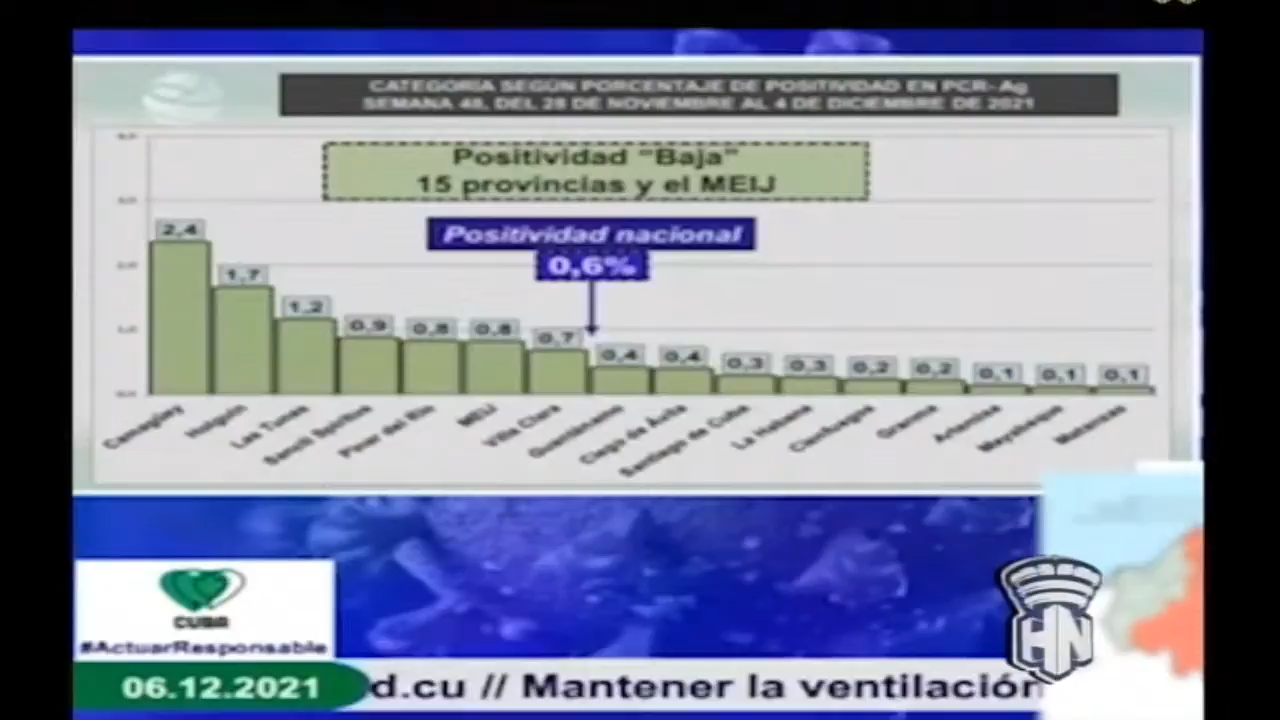 CATEGORÍA SEGÚN PORCENTAJE DE POSITIVIDAD EN PCR-Ag
SEMANA 48, DEL 28 DE NOVIEMBRE AL 4 DE DICIEMBRE DE 2021
Positividad "Baja"
15 provincias y el MEIJ
Positividad nacional
0,6%
2,4
1,7
1,2
0,9
0,8
0,8
0,7
0,4
0,4
0,3
0,3
0,2
0,2
0,1
0,1
0,1
Camagüey
Holguín
Las Tunas
Sancti Spíritus
Pinar del Río
MEIJ
Villa Clara
Guantánamo
Ciego de Ávila
Santiago de Cuba
La Habana
Cienfuegos
Granma
Artemisa
Mayabeque
Matanzas
CUBA
#ActuarResponsable
06.12.2021
d.cu // Mantener la ventilación
HN